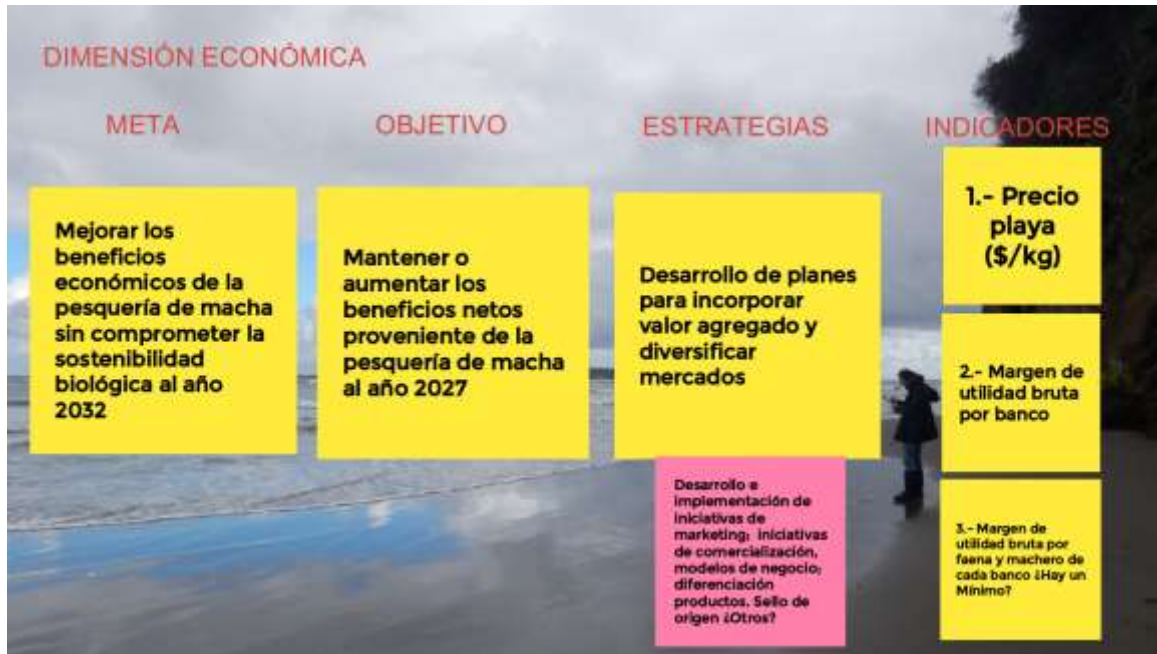 DIMENSIÓN ECONÓMICA
META
OBJETIVO
ESTRATEGIAS
INDICADORES
Mejorar los
beneficios
económicos de la
pesquería de macha
sin comprometer la
sostenibilidad
biológica al año
2032
Mantener o
aumentar los
beneficios netos
proveniente de la
pesquería de macha
al año 2027
Desarrollo de planes
para incorporar
valor agregado y
diversificar
mercados
Desarrollo e
implementación de
iniciativas de
marketing; iniciativas
de comercialización,
modelos de negocio;
diferenciación
productos. Sello de
origen ¿Otros?
1.- Precio
playa
($/kg)
2.- Margen de
utilidad bruta
por banco
3.- Margen de
utilidad bruta por
faena y machero de
cada banco ¿Hay un
Mínimo?